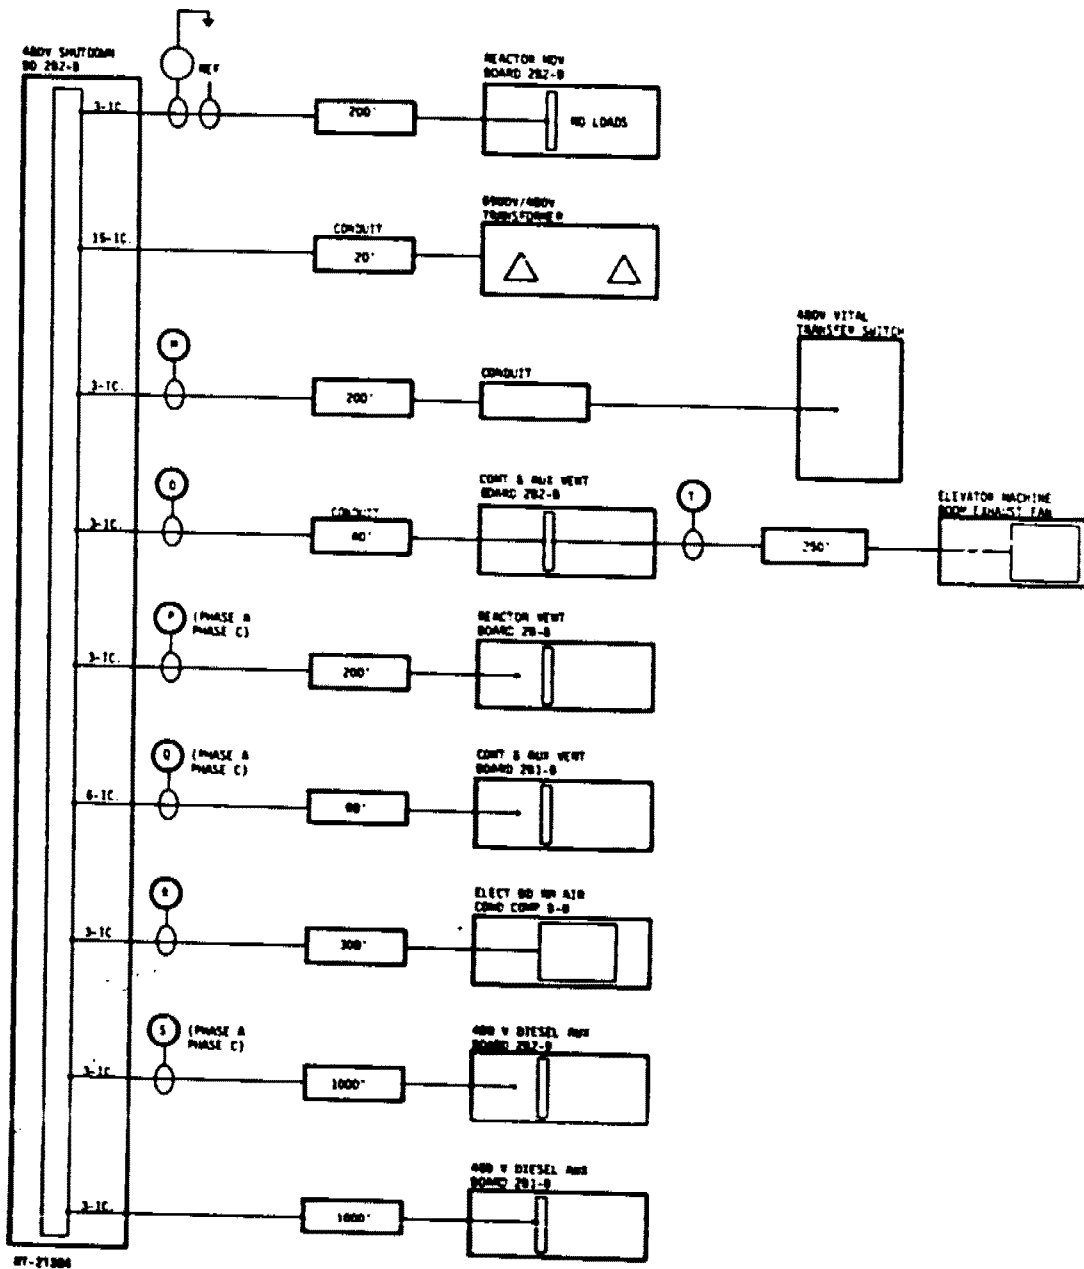 480V SHUTDOWN
BD 2B2-B
REF
3-1C.
200'
REACTOR MOV
BOARD 2B2-B
NO LOADS
15-1C.
CONDUIT
20'
6900V/480V
TRANSFORMER
M
3-1C.
200'
CONDUIT
480V VITAL
TRANSFER SWITCH
3-1C.
CONDUIT
CONT & AUX VENT
BOARD 2B2-B
T
250'
ELEVATOR MACHINE
EXHAUST FAN
P
(PHASE A
PHASE C)
3-1C.
200'
REACTOR VENT
BOARD 2B-B
Q
(PHASE A
PHASE C)
6-1C.
CONT & AUX VENT
BOARD 2B1-B
R
3-1C
300'
ELECT BD RM AIR
COND COMP B-B
S
(PHASE A
PHASE C)
3-1C
1000'
480 V DIESEL AUX
BOARD 2B2-B
3-1C.
1000'
480 V DIESEL AUX
BOARD 2B1-B